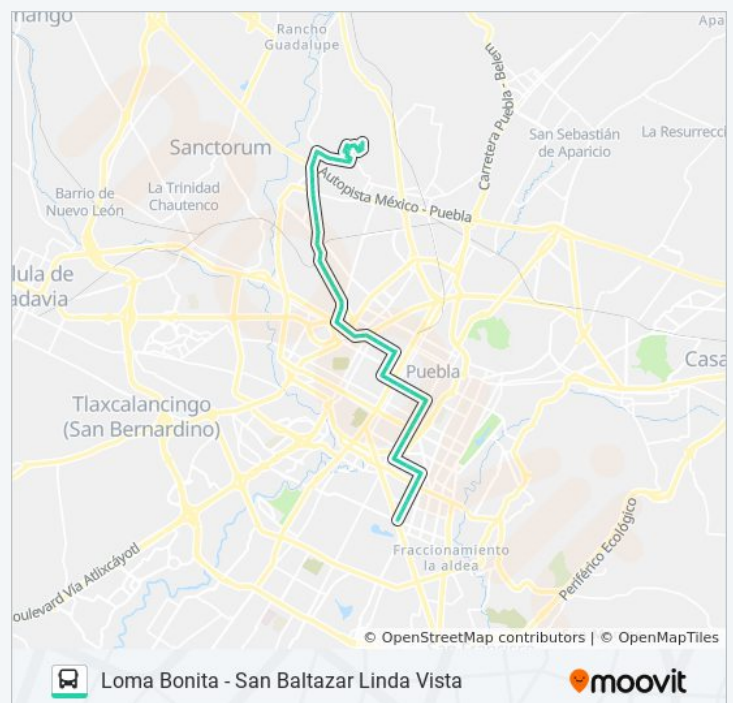 nango
Rancho
Guadalupe
Apa
Carretera Puebla - Belem
San Sebastián
de Aparicio
La Resurrecci
Sanctorum
Autopista México - Puebla
Barrio de
Nuevo León
La Trinidad
Chautenco
lula de
adavia
Puebla
Casa
Tlaxcalancingo
(San Bernardino)
Fraccionamiento
la aldea
Periférico Ecológico
oulevard Vía Atlixcáyotl
© OpenStreetMap contributors | © OpenMapTiles
Loma Bonita - San Baltazar Linda Vista
moovit